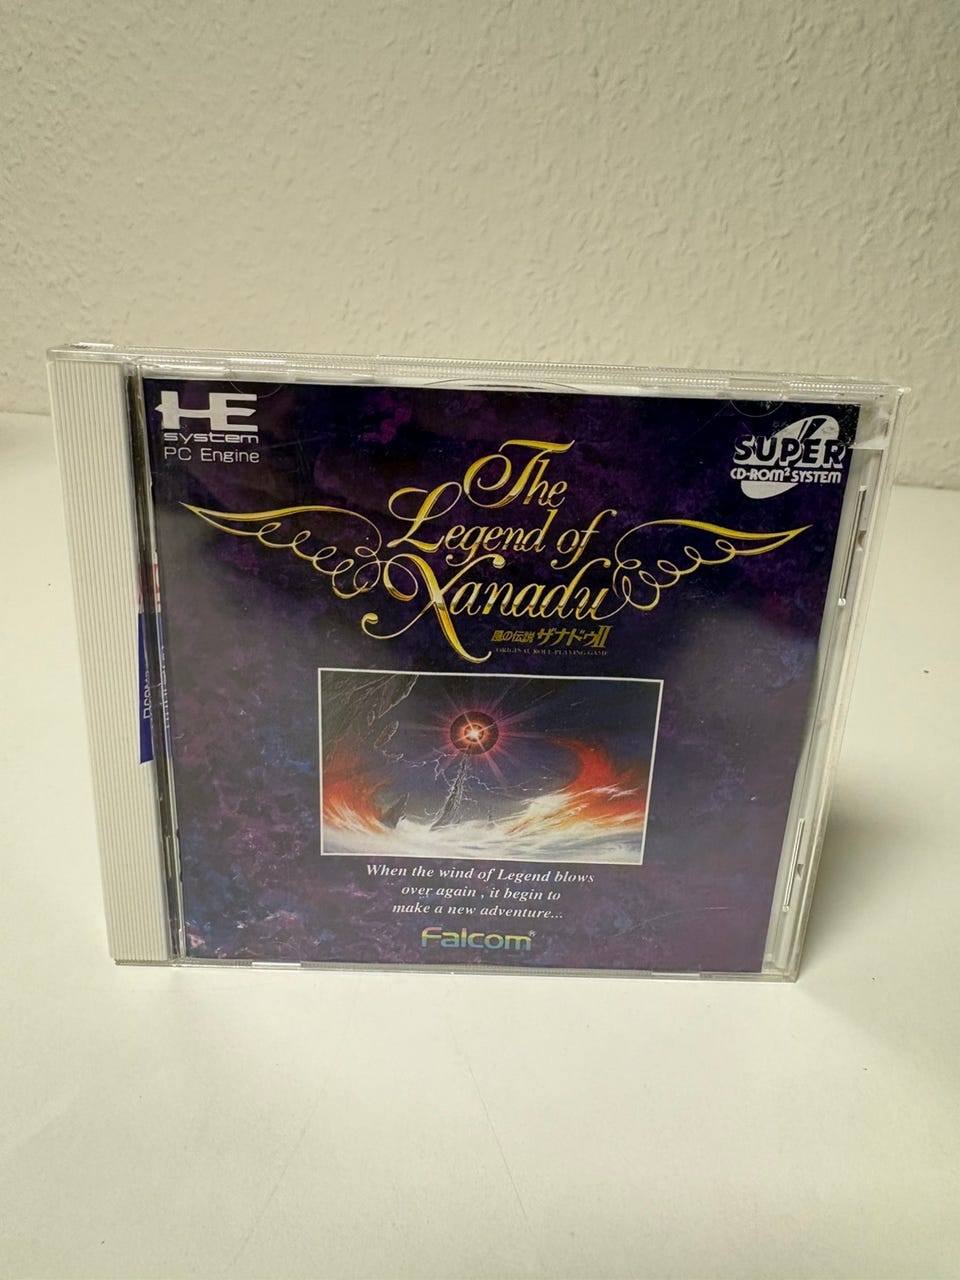 HE
system
PC Engine
SUPER
CD-ROM² SYSTEM
The
Legend of
Xanadu
風の伝説 ザナドゥII
ORIGINAL ROLE-PLAYING GAME
When the wind of Legend blows
over again , it begin to
make a new adventure...
Falcom®